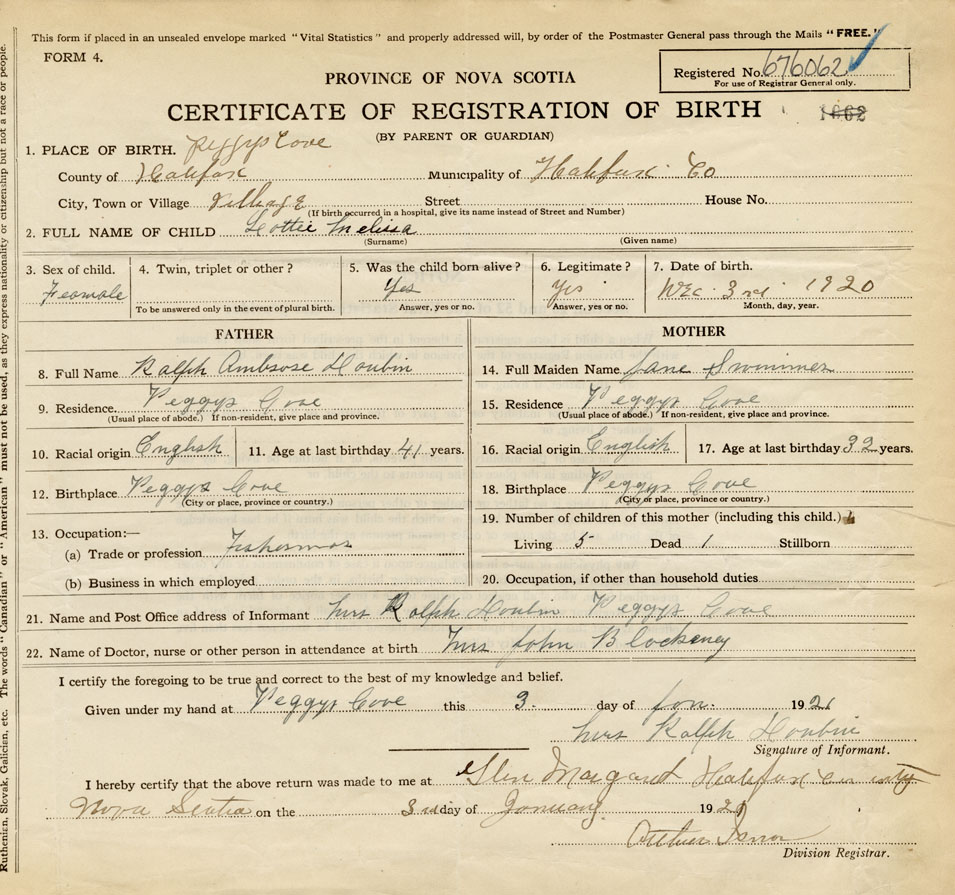 This form if placed in an unsealed envelope marked "Vital Statistics" and properly addressed will, by order of the Postmaster General pass through the Mails "FREE."
FORM 4.
Registered No. 676062
For use of Registrar General only.
PROVINCE OF NOVA SCOTIA
CERTIFICATE OF REGISTRATION OF BIRTH
(BY PARENT OR GUARDIAN)
1. PLACE OF BIRTH. Peggys Cove
County of Halifax Municipality of Halifax Co
City, Town or Village Village Street House No.
(If birth occurred in a hospital, give its name instead of Street and Number)
2. FULL NAME OF CHILD Lottie Melissa
(Surname) (Given name)
3. Sex of child. 4. Twin, triplet or other? 5. Was the child born alive? 6. Legitimate? 7. Date of birth.
Feomale Yes Yes Dec 3rd 1920
To be answered only in the event of plural birth. Answer, yes or no. Answer, yes or no. Month, day, year.
FATHER
8. Full Name Ralph Ambrose
9. Residence. Peggys Cove
(Usual place of abode.) If non-resident, give place and province.
10. Racial origin English 11. Age at last birthday 41 years.
12. Birthplace Peggys Cove
(City or place, province or country.)
13. Occupation:—
(a) Trade or profession Fisherman
(b) Business in which employed
MOTHER
14. Full Maiden Name Jane Swinimer
15. Residence Peggys Cove
(Usual place of abode.) If non-resident, give place and province.
16. Racial origin English 17. Age at last birthday 32 years.
18. Birthplace Peggys Cove
(City or place, province or country.)
19. Number of children of this mother (including this child.)
Living 5 Dead 1 Stillborn
20. Occupation, if other than household duties
21. Name and Post Office address of Informant Mrs Ralph Peggys Cove
22. Name of Doctor, nurse or other person in attendance at birth Mrs John
I certify the foregoing to be true and correct to the best of my knowledge and belief.
Given under my hand at Peggys Cove this 3. day of Jan. 1921
Mrs Ralph
Signature of Informant.
I hereby certify that the above return was made to me at Glen Margaret Halifax County
Nova Scotia on the 3rd day of January 1921
Division Registrar.
Ruthenian, Slovak, Galician, etc. The words "Canadian" or "American" must not be used, as they express nationality or citizenship but not a race or people.